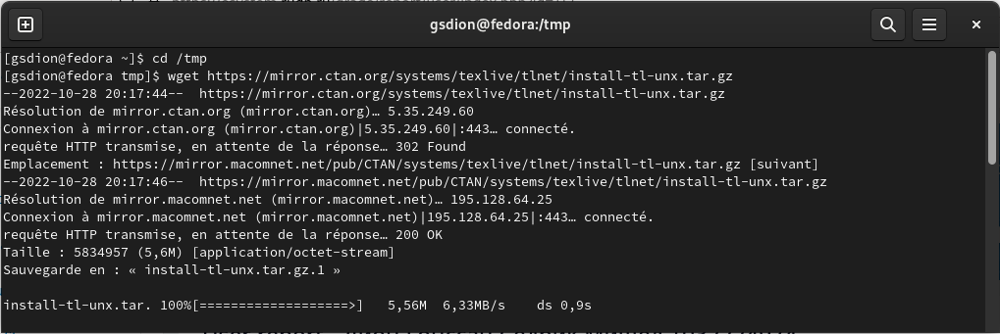 gsdion@fedora:/tmp
[gsdion@fedora ~]$ cd /tmp
[gsdion@fedora tmp]$ wget https://mirror.ctan.org/systems/texlive/tlnet/install-tl-unx.tar.gz
--2022-10-28 20:17:44--  https://mirror.ctan.org/systems/texlive/tlnet/install-tl-unx.tar.gz
Résolution de mirror.ctan.org (mirror.ctan.org)… 5.35.249.60
Connexion à mirror.ctan.org (mirror.ctan.org)|5.35.249.60|:443… connecté.
requête HTTP transmise, en attente de la réponse… 302 Found
Emplacement : https://mirror.macomnet.net/pub/CTAN/systems/texlive/tlnet/install-tl-unx.tar.gz [suivant]
--2022-10-28 20:17:46--  https://mirror.macomnet.net/pub/CTAN/systems/texlive/tlnet/install-tl-unx.tar.gz
Résolution de mirror.macomnet.net (mirror.macomnet.net)… 195.128.64.25
Connexion à mirror.macomnet.net (mirror.macomnet.net)|195.128.64.25|:443… connecté.
requête HTTP transmise, en attente de la réponse… 200 OK
Taille : 5834957 (5,6M) [application/octet-stream]
Sauvegarde en : « install-tl-unx.tar.gz.1 »
install-tl-unx.tar. 100%[===================>]   5,56M  6,33MB/s    ds 0,9s